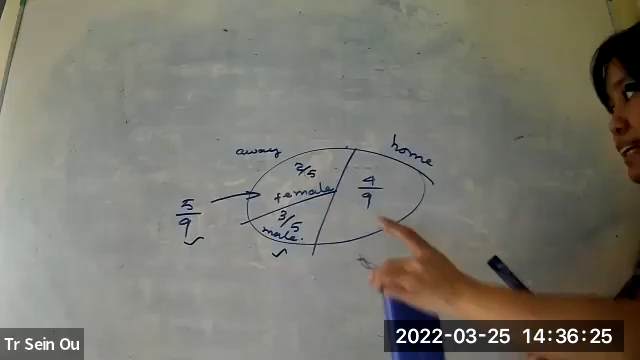 away
home
2/5
female
4/9
5/9
3/5
male.
Tr Sein Ou
2022-03-25 14:36:25